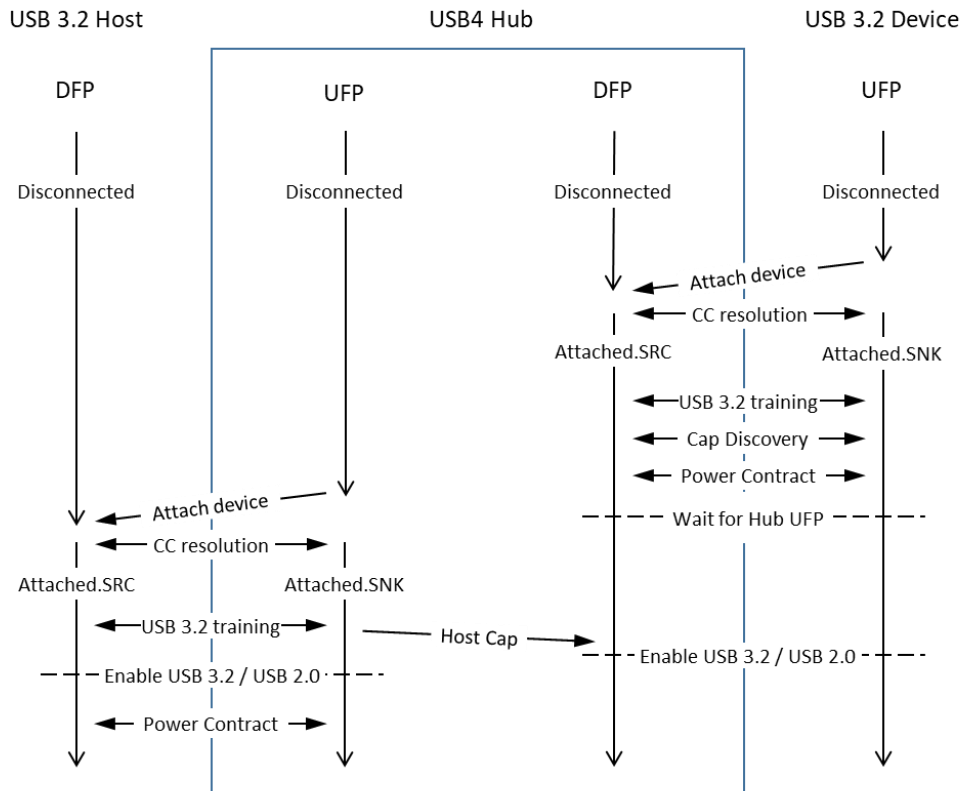 USB 3.2 Host
USB4 Hub
USB 3.2 Device
DFP
UFP
DFP
UFP
Disconnected
Disconnected
Disconnected
Disconnected
Attach device
CC resolution
Attached.SRC
Attached.SNK
USB 3.2 training
Cap Discovery
Power Contract
Wait for Hub UFP
Attach device
CC resolution
Attached.SRC
Attached.SNK
USB 3.2 training
Host Cap
Enable USB 3.2 / USB 2.0
Enable USB 3.2 / USB 2.0
Power Contract